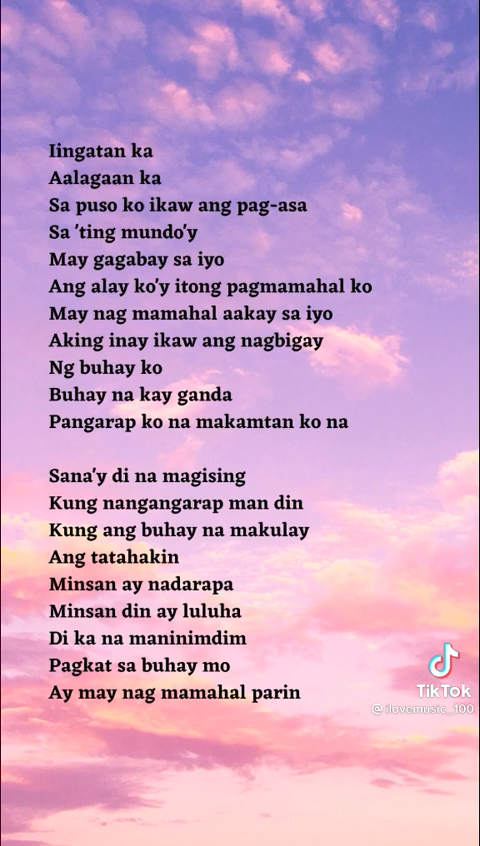 Iingatan ka
Aalagaan ka
Sa puso ko ikaw ang pag-asa
Sa 'ting mundo'y
May gagabay sa iyo
Ang alay ko'y itong pagmamahal ko
May nag mamahal aakay sa iyo
Aking inay ikaw ang nagbigay
Ng buhay ko
Buhay na kay ganda
Pangarap ko na makamtan ko na
Sana'y di na magising
Kung nangangarap man din
Kung ang buhay na makulay
Ang tatahakin
Minsan ay nadarapa
Minsan din ay luluha
Di ka na maninimdim
Pagkat sa buhay mo
Ay may nag mamahal parin
TikTok
@ilovemusic_100